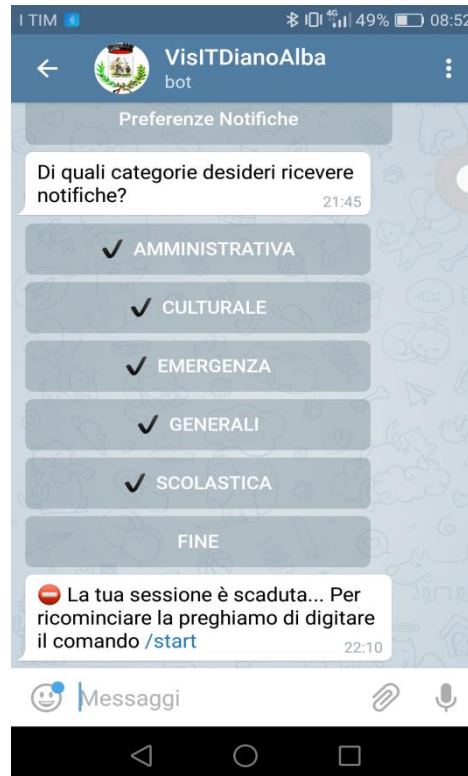 I TIM 4G 49% 08:52
VisITDianoAlba
bot
Preferenze Notifiche
Di quali categorie desideri ricevere
notifiche?
21:45
✔ AMMINISTRATIVA
✔ CULTURALE
✔ EMERGENZA
✔ GENERALI
✔ SCOLASTICA
FINE
⛔ La tua sessione è scaduta... Per
ricominciare la preghiamo di digitare
il comando /start
22:10
Messaggi